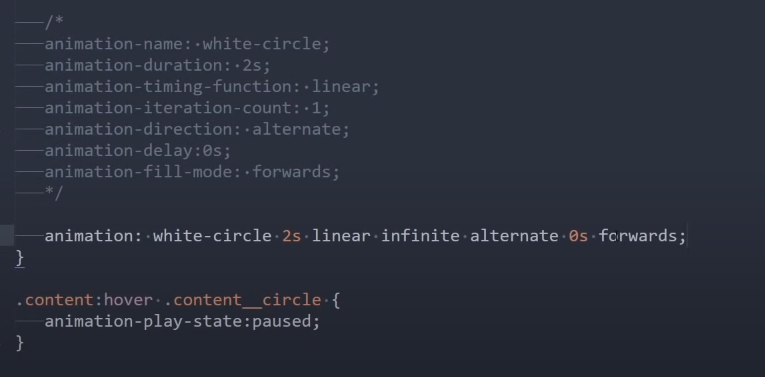 /*
animation-name: white-circle;
animation-duration: 2s;
animation-timing-function: linear;
animation-iteration-count: 1;
animation-direction: alternate;
animation-delay:0s;
animation-fill-mode: forwards;
*/
animation: white-circle 2s linear infinite alternate 0s forwards;
}
.content:hover .content__circle {
animation-play-state:paused;
}